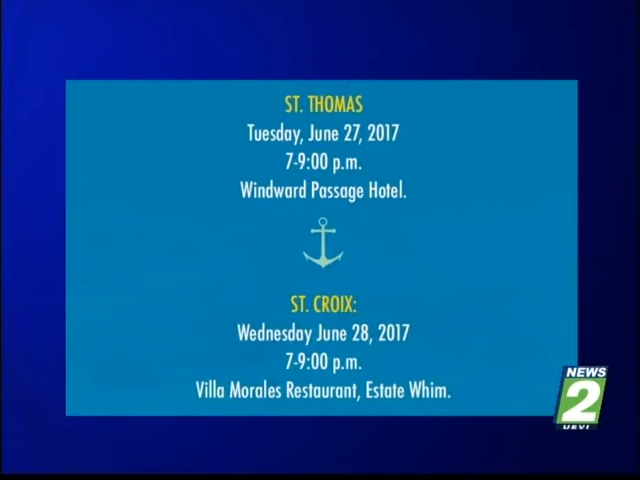 ST. THOMAS
Tuesday, June 27, 2017
7-9:00 p.m.
Windward Passage Hotel.
ST. CROIX:
Wednesday June 28, 2017
7-9:00 p.m.
Villa Morales Restaurant, Estate Whim.
NEWS
2